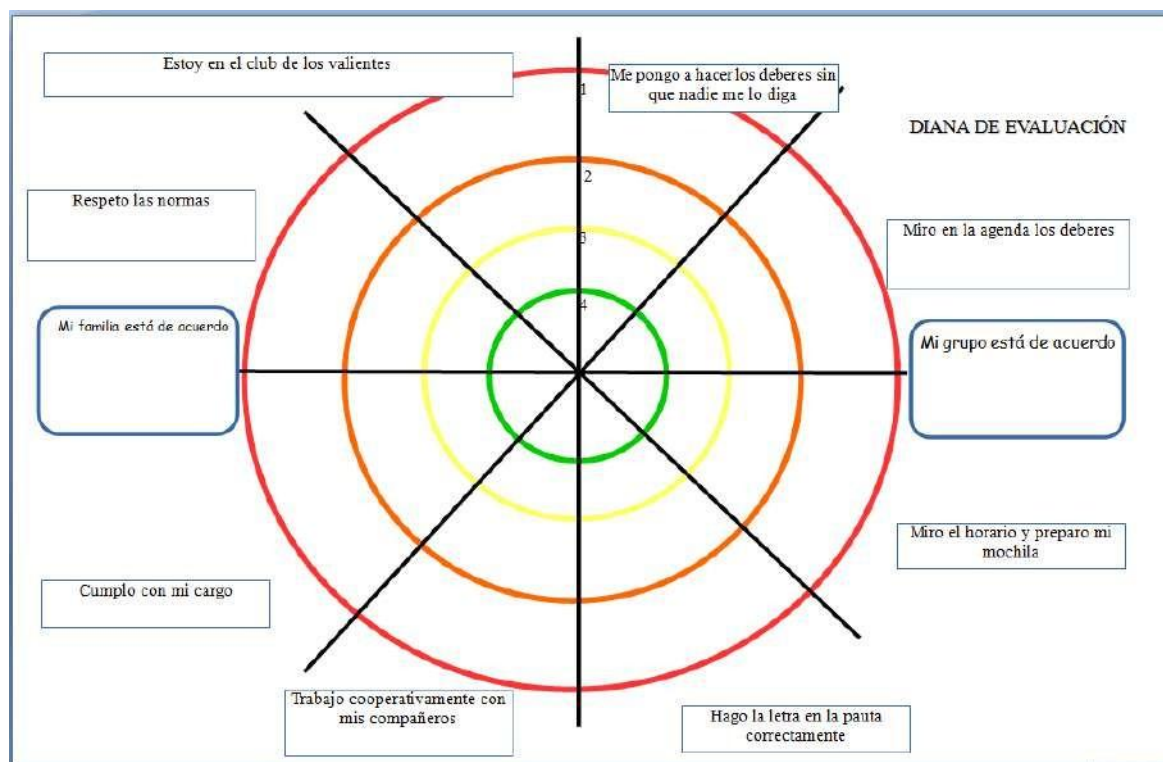 Estoy en el club de los valientes
Me pongo a hacer los deberes sin
que nadie me lo diga
DIANA DE EVALUACIÓN
1
2
3
4
Respeto las normas
Miro en la agenda los deberes
Mi familia está de acuerdo
Mi grupo está de acuerdo
Miro el horario y preparo mi
mochila
Cumplo con mi cargo
Trabajo cooperativamente con
mis compañeros
Hago la letra en la pauta
correctamente